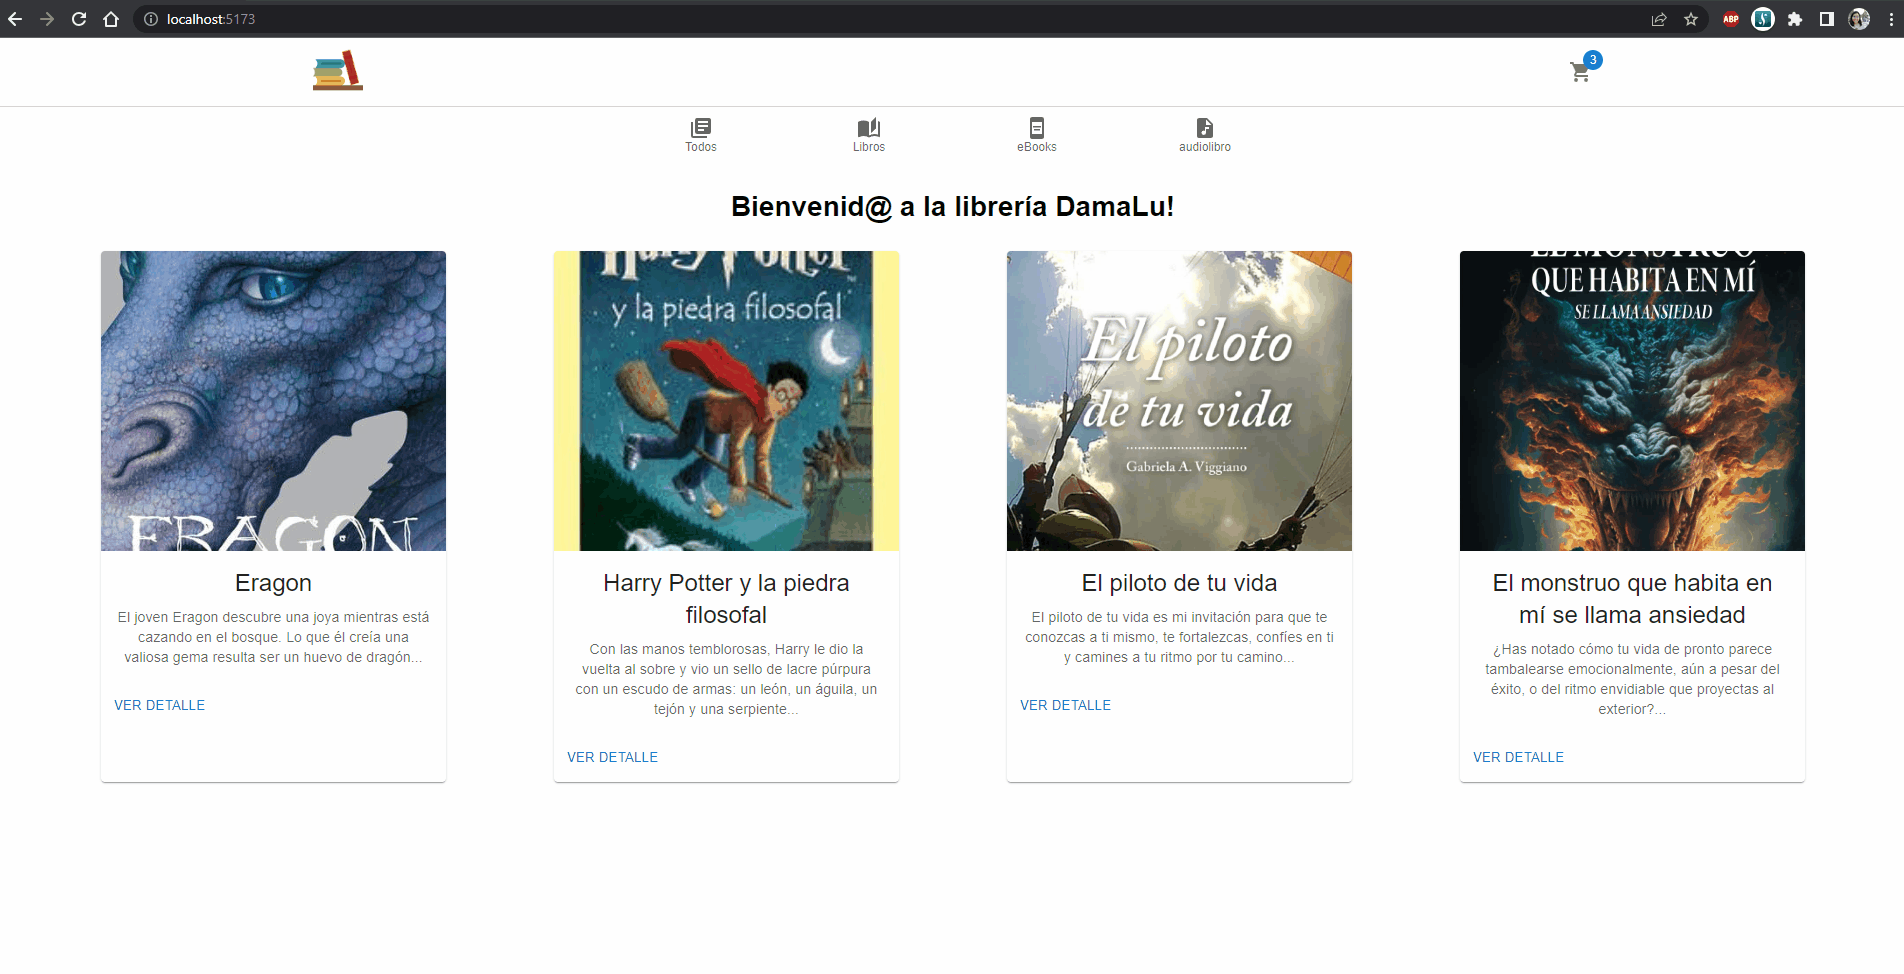 localhost:5173
ABP
3
Todos
Libros
eBooks
audiolibro
Bienvenid@ a la librería DamaLu!
ERAGON
Eragon
El joven Eragon descubre una joya mientras está
cazando en el bosque. Lo que él creía una
valiosa gema resulta ser un huevo de dragón...
VER DETALLE
Harry Potter
y la piedra filosofal
Harry Potter y la piedra
filosofal
Con las manos temblorosas, Harry le dio la
vuelta al sobre y vio un sello de lacre púrpura
con un escudo de armas: un león, un águila, un
tejón y una serpiente...
VER DETALLE
El piloto
de tu vida
Gabriela A. Viggiano
El piloto de tu vida
El piloto de tu vida es mi invitación para que te
conozcas a ti mismo, te fortalezcas, confíes en ti
y camines a tu ritmo por tu camino...
VER DETALLE
EL MONSTRUO
QUE HABITA EN MÍ
SE LLAMA ANSIEDAD
El monstruo que habita en
mí se llama ansiedad
¿Has notado cómo tu vida de pronto parece
tambalearse emocionalmente, aún a pesar del
éxito, o del ritmo envidiable que proyectas al
exterior?...
VER DETALLE